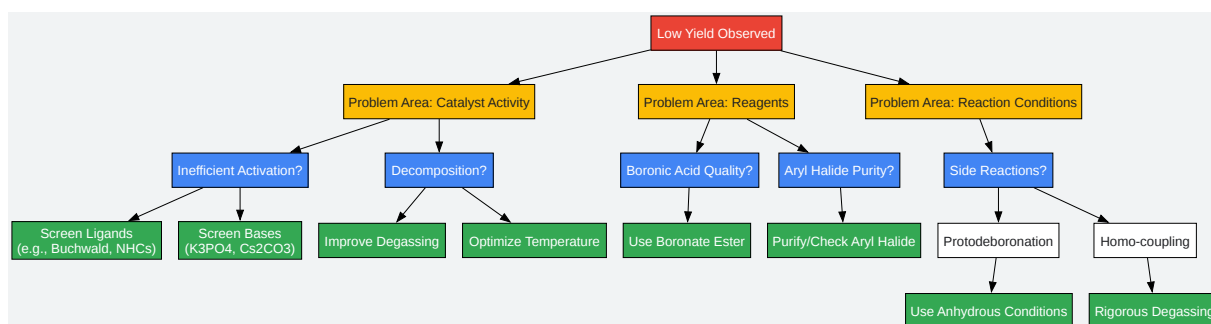 Low Yield Observed
Problem Area: Catalyst Activity
Problem Area: Reagents
Problem Area: Reaction Conditions
Inefficient Activation?
Decomposition?
Boronic Acid Quality?
Aryl Halide Purity?
Side Reactions?
Screen Ligands
(e.g., Buchwald, NHCs)
Screen Bases
(K3PO4, Cs2CO3)
Improve Degassing
Optimize Temperature
Use Boronate Ester
Purify/Check Aryl Halide
Protodeboronation
Homo-coupling
Use Anhydrous Conditions
Rigorous Degassing